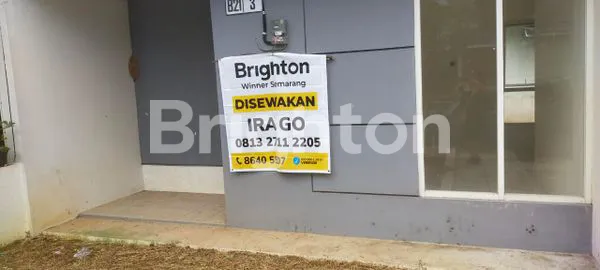 B21 3
Brighton
Winner Semarang
DISEWAKAN
IRAGO
0813 2711 2205
8640 597
Brighton